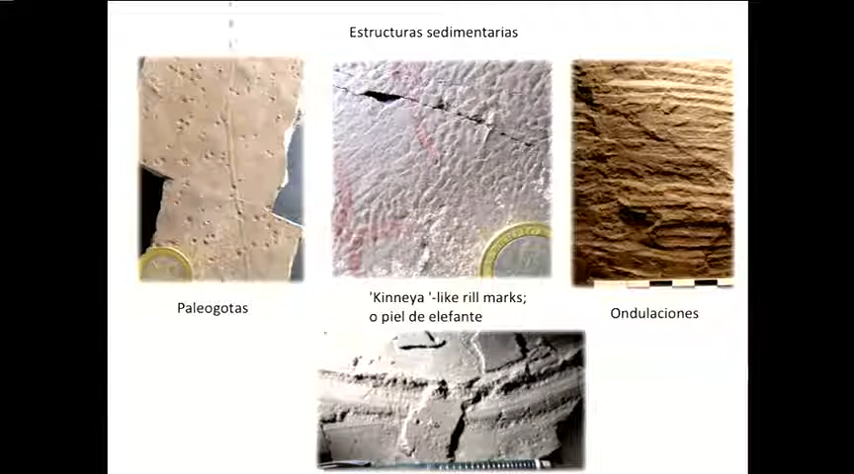 Estructuras sedimentarias
Paleogotas
'Kinneya '-like rill marks;
o piel de elefante
Ondulaciones